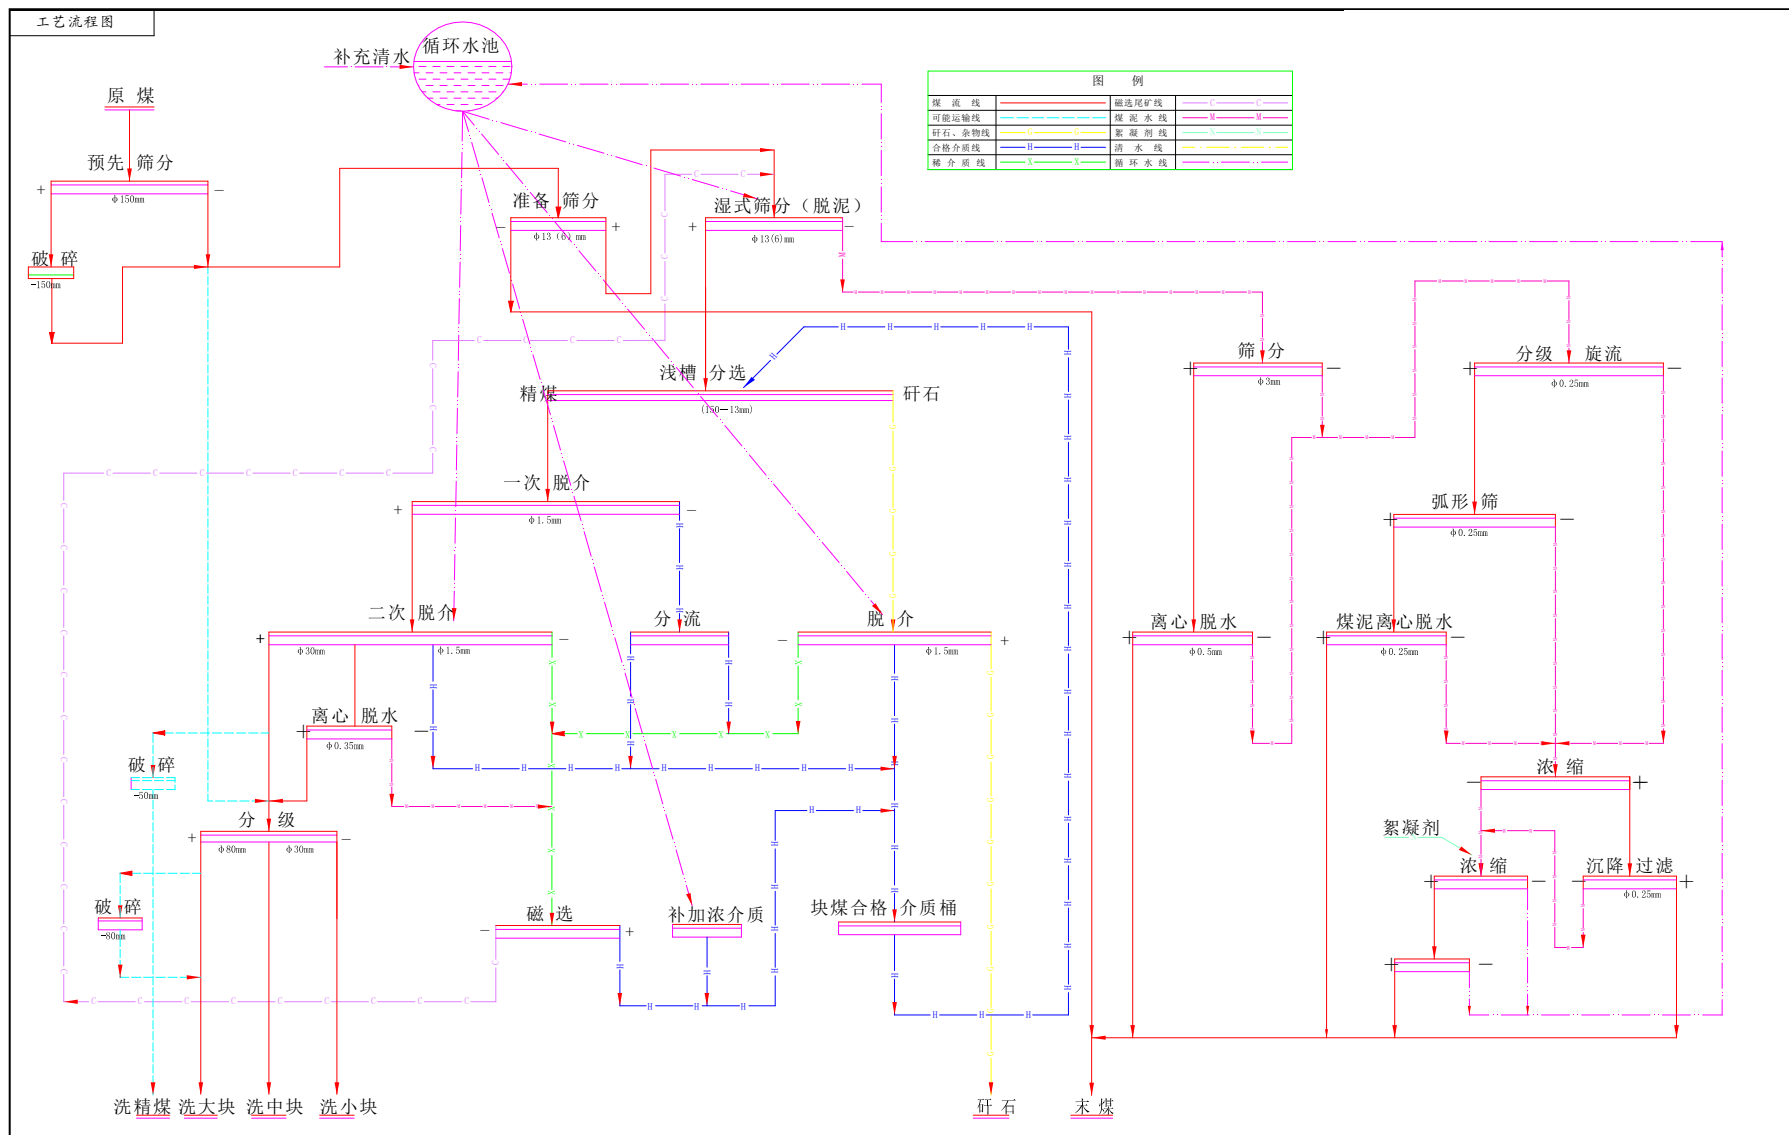 工艺流程图
循环水池
补充清水
图 例
煤 流 线
磁选尾矿线
可能运输线
煤 泥 水 线
矸石、杂物线
絮 凝 剂 线
合格介质线
清 水 线
稀 介 质 线
循 环 水 线
原 煤
预先 筛分
+ −
φ150mm
准备 筛分
− +
φ13 (6) mm
湿式筛分（脱泥）
+ −
φ13(6)mm
破 碎
-150mm
筛 分
+ −
φ3mm
分级 旋流
+ −
φ0.25mm
浅槽 分选
精煤
矸石
(150—13mm)
一次 脱介
+ −
φ1.5mm
弧形 筛
+ −
φ0.25mm
二次 脱介
+ −
φ30mm
φ1.5mm
分 流
脱 介
− +
φ1.5mm
离心 脱水
+ −
φ0.5mm
煤泥离心脱水
+ −
φ0.25mm
离心 脱水
+ −
φ0.35mm
破 碎
-50mm
浓 缩
− +
分 级
+ −
φ80mm
φ30mm
絮凝剂
浓 缩
+ −
沉降 过滤
− +
φ0.25mm
破 碎
-80mm
磁 选
− +
补加浓介质
块煤合格 介质桶
+ −
洗精煤
洗大块
洗中块
洗小块
矸 石
末 煤